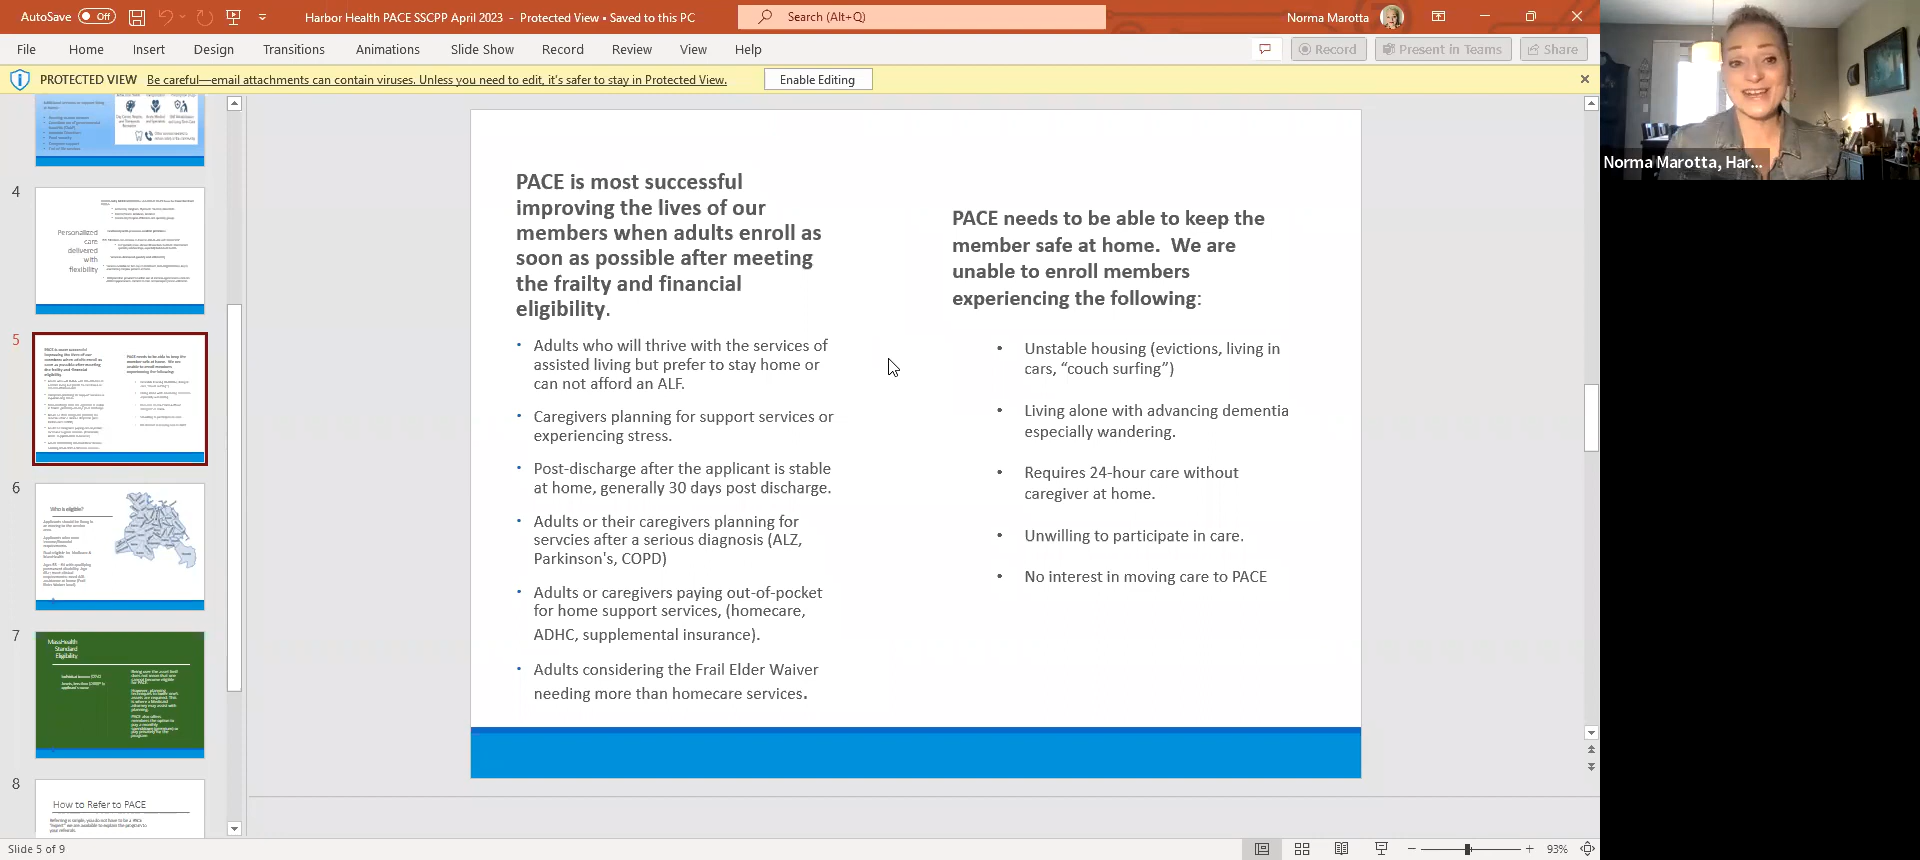 AutoSave Off
Harbor Health PACE SSCPP April 2023 - Protected View • Saved to this PC
Search (Alt+Q)
Norma Marotta
File Home Insert Design Transitions Animations Slide Show Record Review View Help
Record Present in Teams Share
PROTECTED VIEW Be careful—email attachments can contain viruses. Unless you need to edit, it's safer to stay in Protected View. Enable Editing
4
Personalized
care
delivered
with
flexibility
5
6
Who is eligible?
7
MassHealth
Standard
Eligibility
8
How to Refer to PACE
PACE is most successful
improving the lives of our
members when adults enroll as
soon as possible after meeting
the frailty and financial
eligibility.
• Adults who will thrive with the services of
assisted living but prefer to stay home or
can not afford an ALF.
• Caregivers planning for support services or
experiencing stress.
• Post-discharge after the applicant is stable
at home, generally 30 days post discharge.
• Adults or their caregivers planning for
servcies after a serious diagnosis (ALZ,
Parkinson's, COPD)
• Adults or caregivers paying out-of-pocket
for home support services, (homecare,
ADHC, supplemental insurance).
• Adults considering the Frail Elder Waiver
needing more than homecare services.
PACE needs to be able to keep the
member safe at home.  We are
unable to enroll members
experiencing the following:
• Unstable housing (evictions, living in
cars, “couch surfing”)
• Living alone with advancing dementia
especially wandering.
• Requires 24-hour care without
caregiver at home.
• Unwilling to participate in care.
• No interest in moving care to PACE
Norma Marotta, Har...
Slide 5 of 9
93%